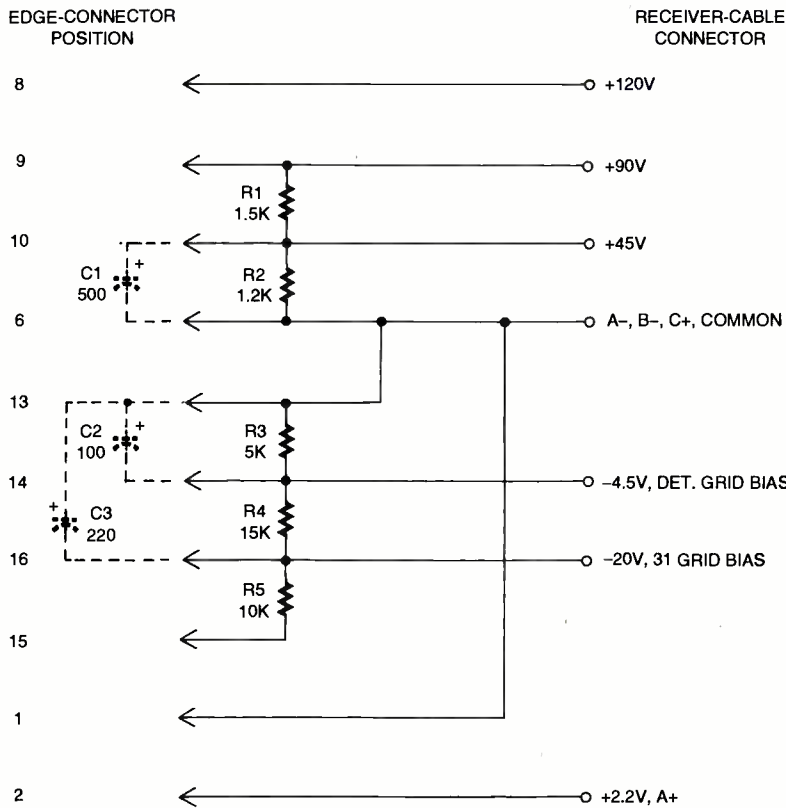 EDGE-CONNECTOR
POSITION
RECEIVER-CABLE
CONNECTOR
8
+120V
9
+90V
R1
1.5K
10
+45V
C1
500
+
R2
1.2K
6
A–, B–, C+, COMMON
13
C2
100
+
R3
5K
14
–4.5V, DET. GRID BIAS
+
C3
220
R4
15K
16
–20V, 31 GRID BIAS
R5
10K
15
1
2
+2.2V, A+